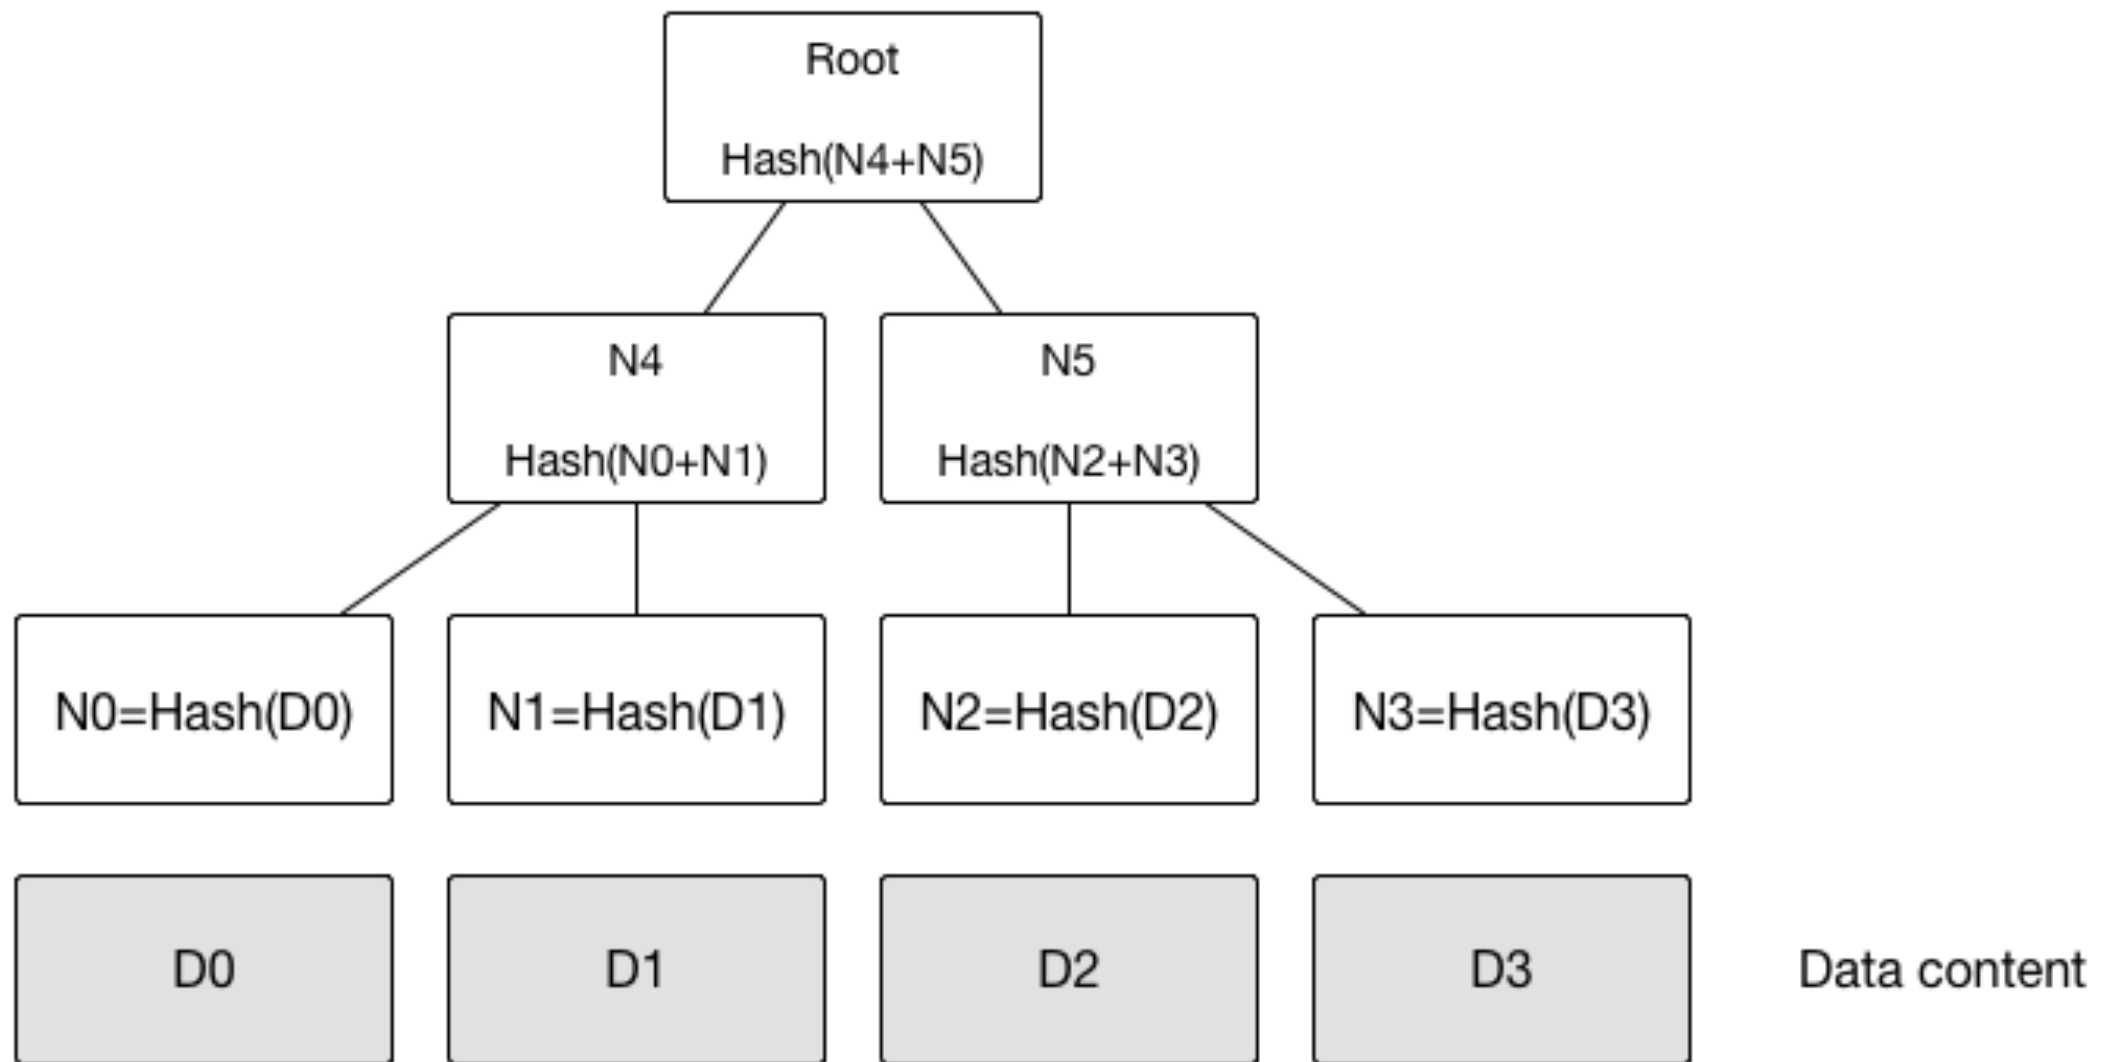 Root
Hash(N4+N5)
N4
Hash(N0+N1)
N5
Hash(N2+N3)
N0=Hash(D0)
N1=Hash(D1)
N2=Hash(D2)
N3=Hash(D3)
D0
D1
D2
D3
Data content